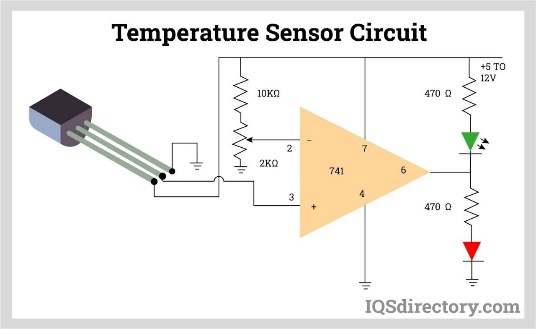 Temperature Sensor Circuit
+5 TO
12V
10KΩ
470 Ω
2KΩ
2
−
7
741
6
3
+
4
470 Ω
IQSdirectory.com